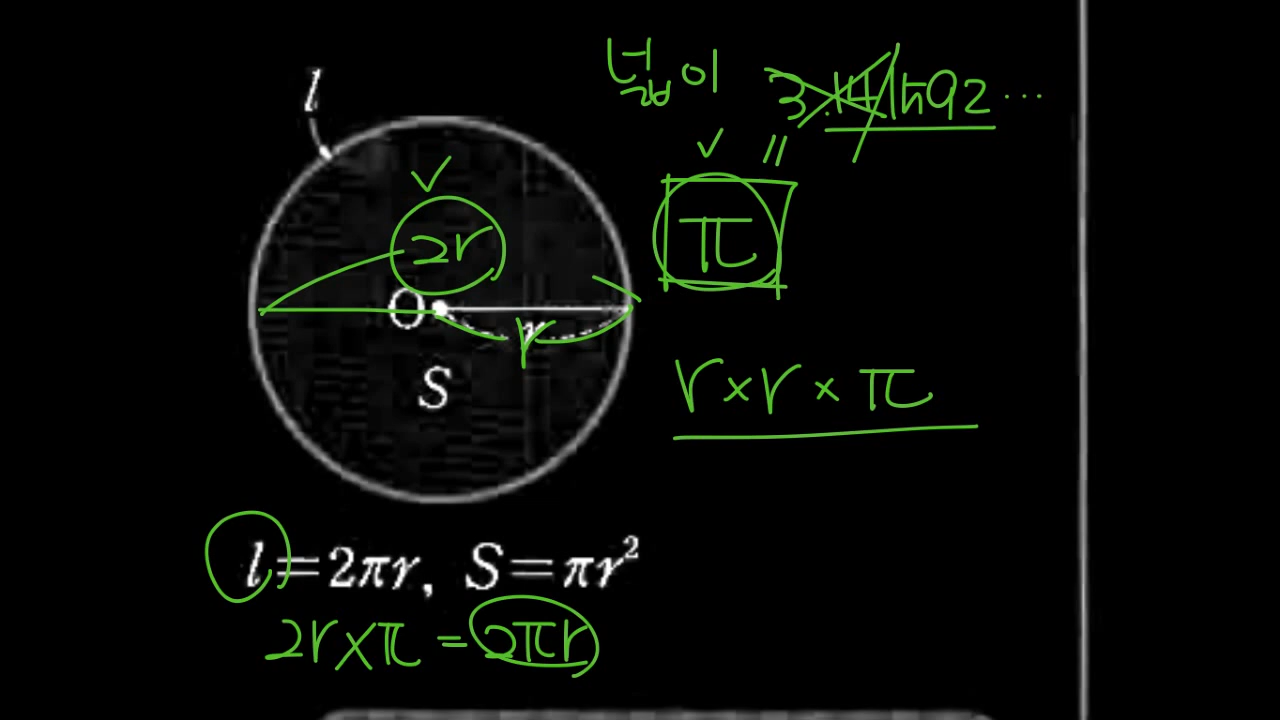 l
넓이 3.141592...
2r
π
O
r
S
r×r×π
l=2πr, S=πr²
2r×π=2πr